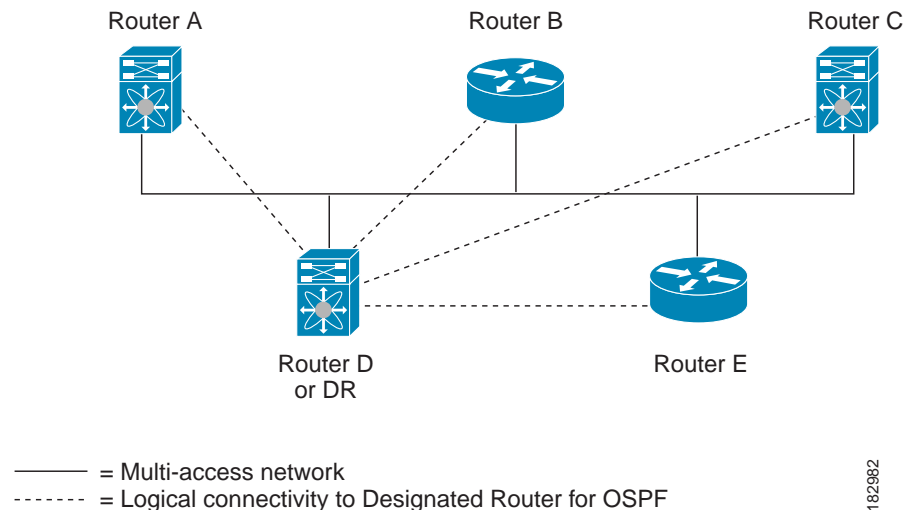 Router A
Router B
Router C
Router D
or DR
Router E
= Multi-access network
= Logical connectivity to Designated Router for OSPF
182982